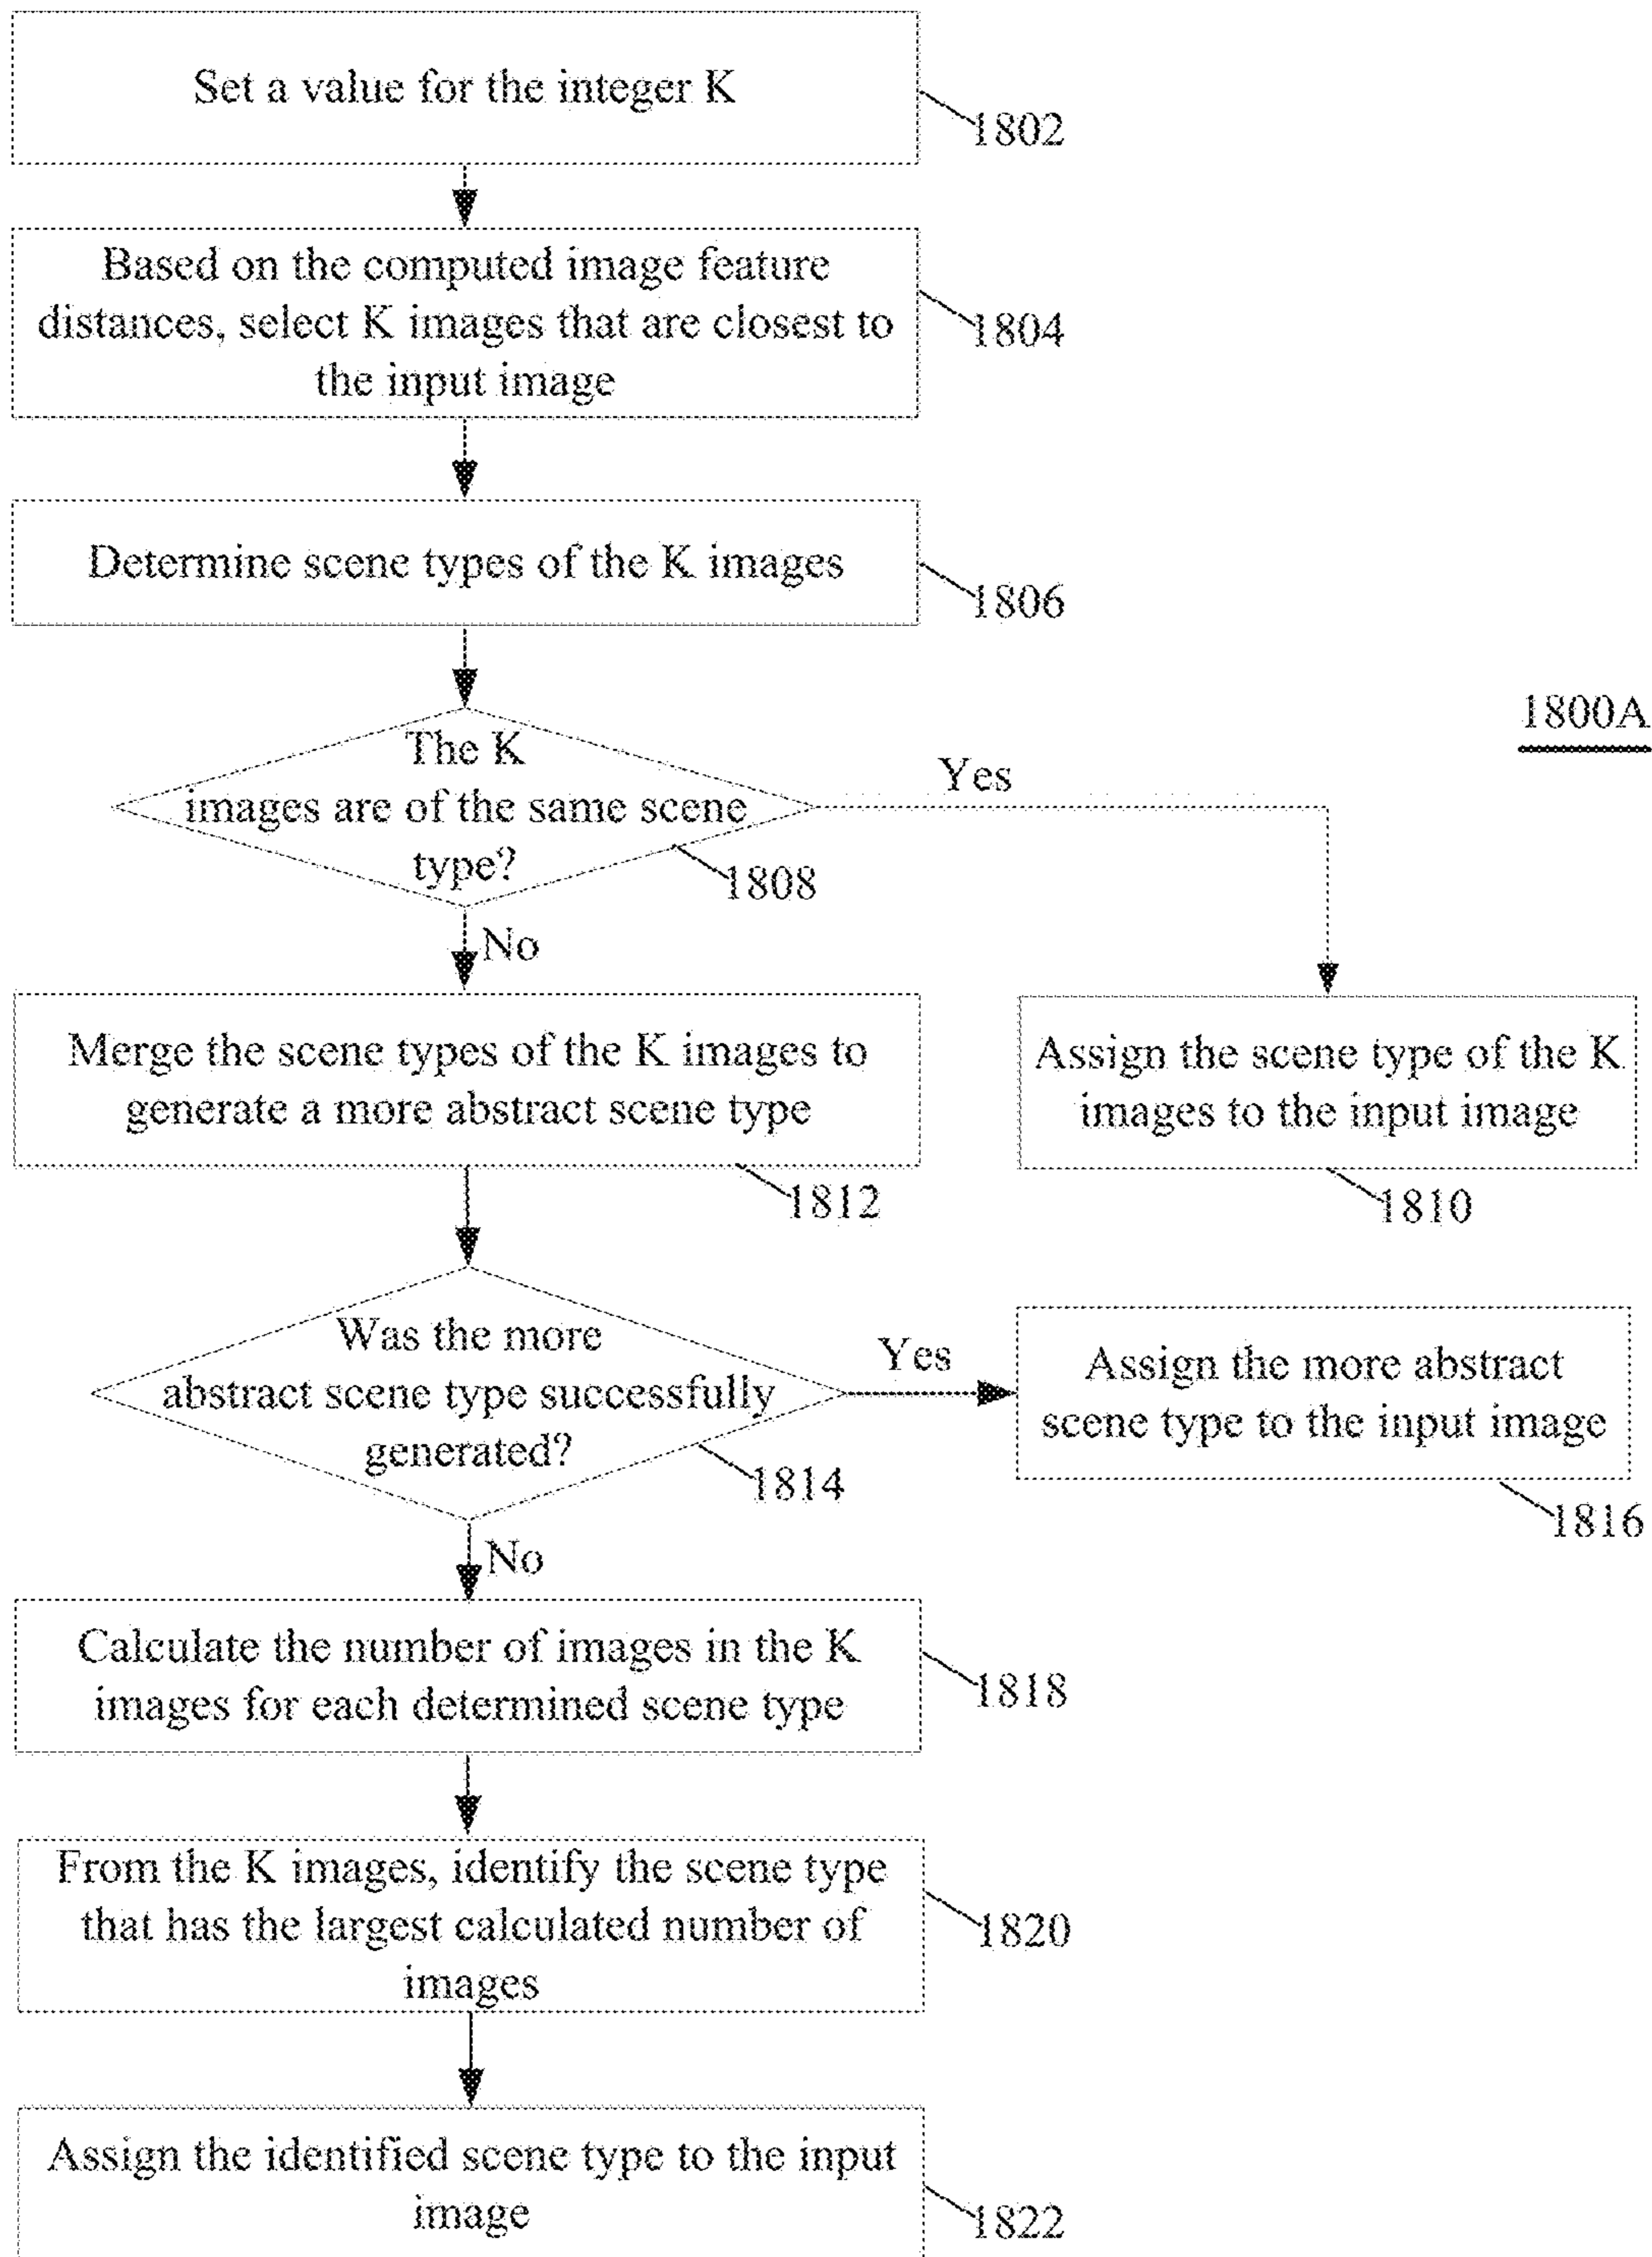 Set a value for the integer K
1802
Based on the computed image feature
distances, select K images that are closest to
the input image
1804
Determine scene types of the K images
1806
1800A
The K
images are of the same scene
type?
1808
Yes
No
Merge the scene types of the K images to
generate a more abstract scene type
1812
Assign the scene type of the K
images to the input image
1810
Was the more
abstract scene type successfully
generated?
1814
Yes
Assign the more abstract
scene type to the input image
1816
No
Calculate the number of images in the K
images for each determined scene type
1818
From the K images, identify the scene type
that has the largest calculated number of
images
1820
Assign the identified scene type to the input
image
1822